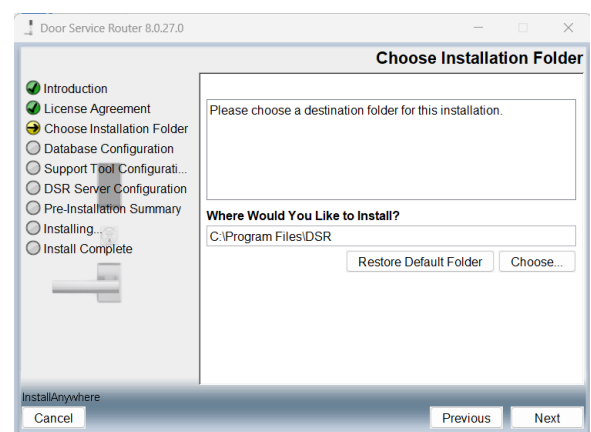 Door Service Router 8.0.27.0
Choose Installation Folder
Introduction
License Agreement
Choose Installation Folder
Database Configuration
Support Tool Configurati...
DSR Server Configuration
Pre-Installation Summary
Installing...
Install Complete
Please choose a destination folder for this installation.
Where Would You Like to Install?
C:\Program Files\DSR
Restore Default Folder
Choose...
InstallAnywhere
Cancel
Previous
Next